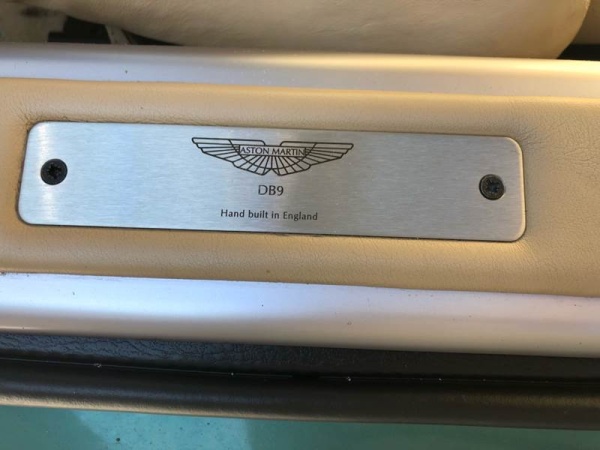 ASTON MARTIN
DB9
Hand built in England